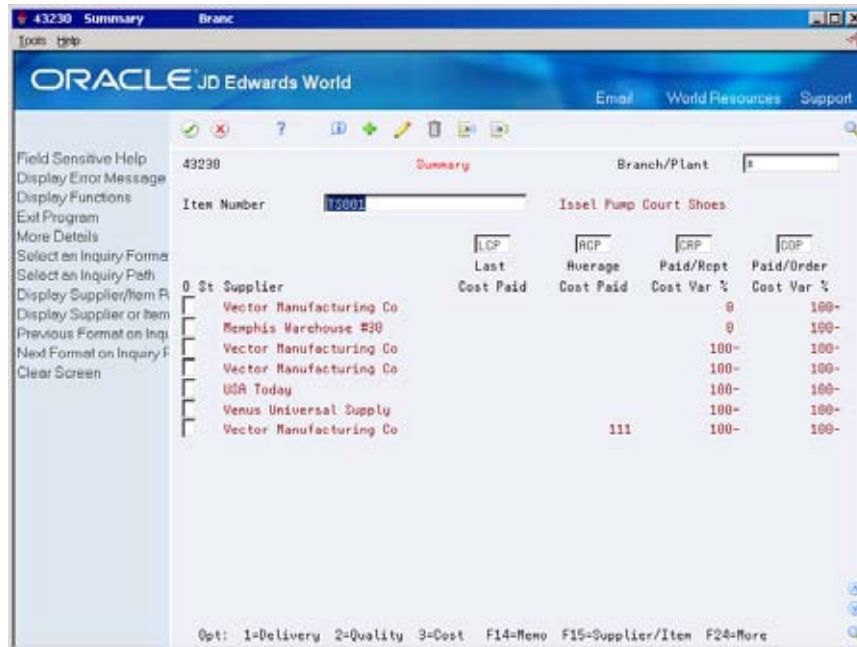 43230 Summary Branc
Tools Help
ORACLE JD Edwards World
Email World Resources Support
Field Sensitive Help
Display Error Message
Display Functions
Exit Program
More Details
Select an Inquiry Forma
Select an Inquiry Path
Display Supplier/Item R
Display Supplier or Item
Previous Format on Inqu
Next Format on Inquiry F
Clear Screen
43230 Summary Branch/Plant *
Item Number TS001 Issel Pump Court Shoes
LCP ACP CRP COP
Last Average Paid/Rcpt Paid/Order
O St Supplier Cost Paid Cost Paid Cost Var % Cost Var %
Vector Manufacturing Co 0 100-
Memphis Warehouse #30 0 100-
Vector Manufacturing Co 100- 100-
Vector Manufacturing Co 100- 100-
USA Today 100- 100-
Venus Universal Supply 100- 100-
Vector Manufacturing Co 111 100- 100-
Opt: 1=Delivery 2=Quality 3=Cost F14=Memo F15=Supplier/Item F24=More